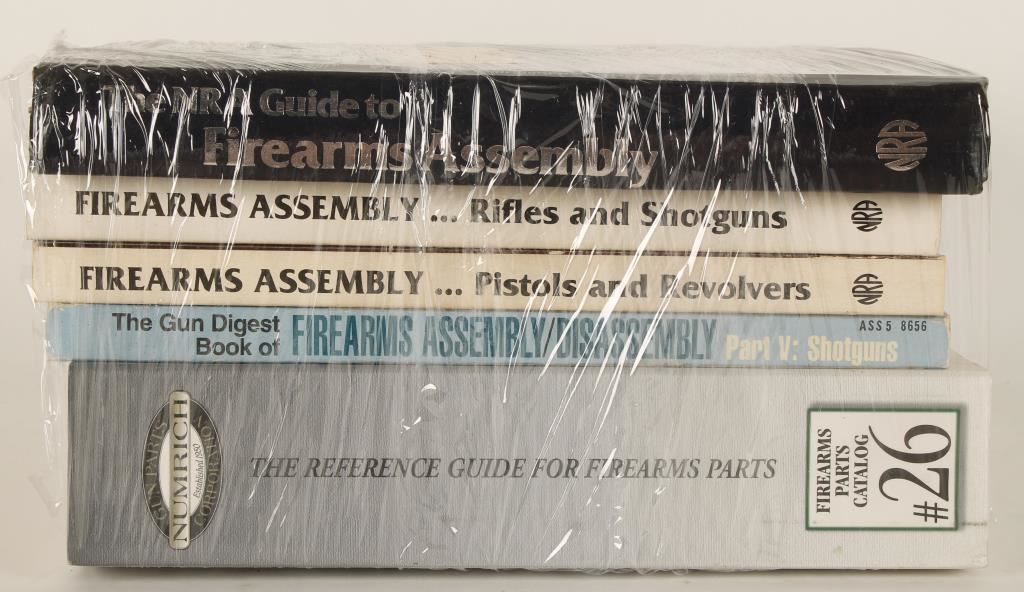 The NRA Guide to
Firearms Assembly
NRA
FIREARMS ASSEMBLY ... Rifles and Shotguns
NRA
FIREARMS ASSEMBLY ... Pistols and Revolvers
NRA
The Gun Digest
Book of
FIREARMS ASSEMBLY/DISASSEMBLY
Part V: Shotguns
ASS5 8656
GUN PARTS
NUMRICH
Established 1950
CORPORATION
THE REFERENCE GUIDE FOR FIREARMS PARTS
FIREARMS
PARTS
CATALOG
#26